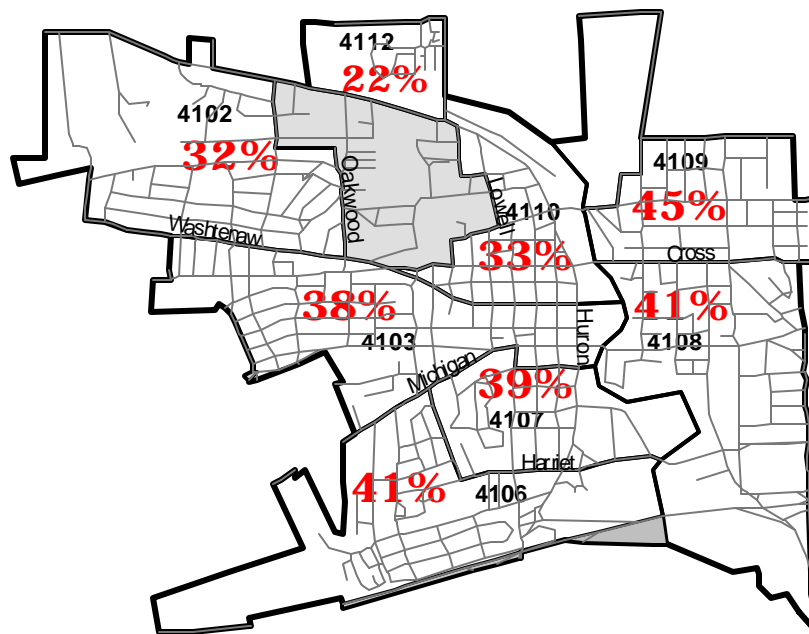 4112
22%
4102
32%
Oakwood
Lowell
4109
45%
4110
33%
Washtenaw
Cross
38%
4103
Huron
41%
4108
Michigan
39%
4107
Harriet
41%
4106